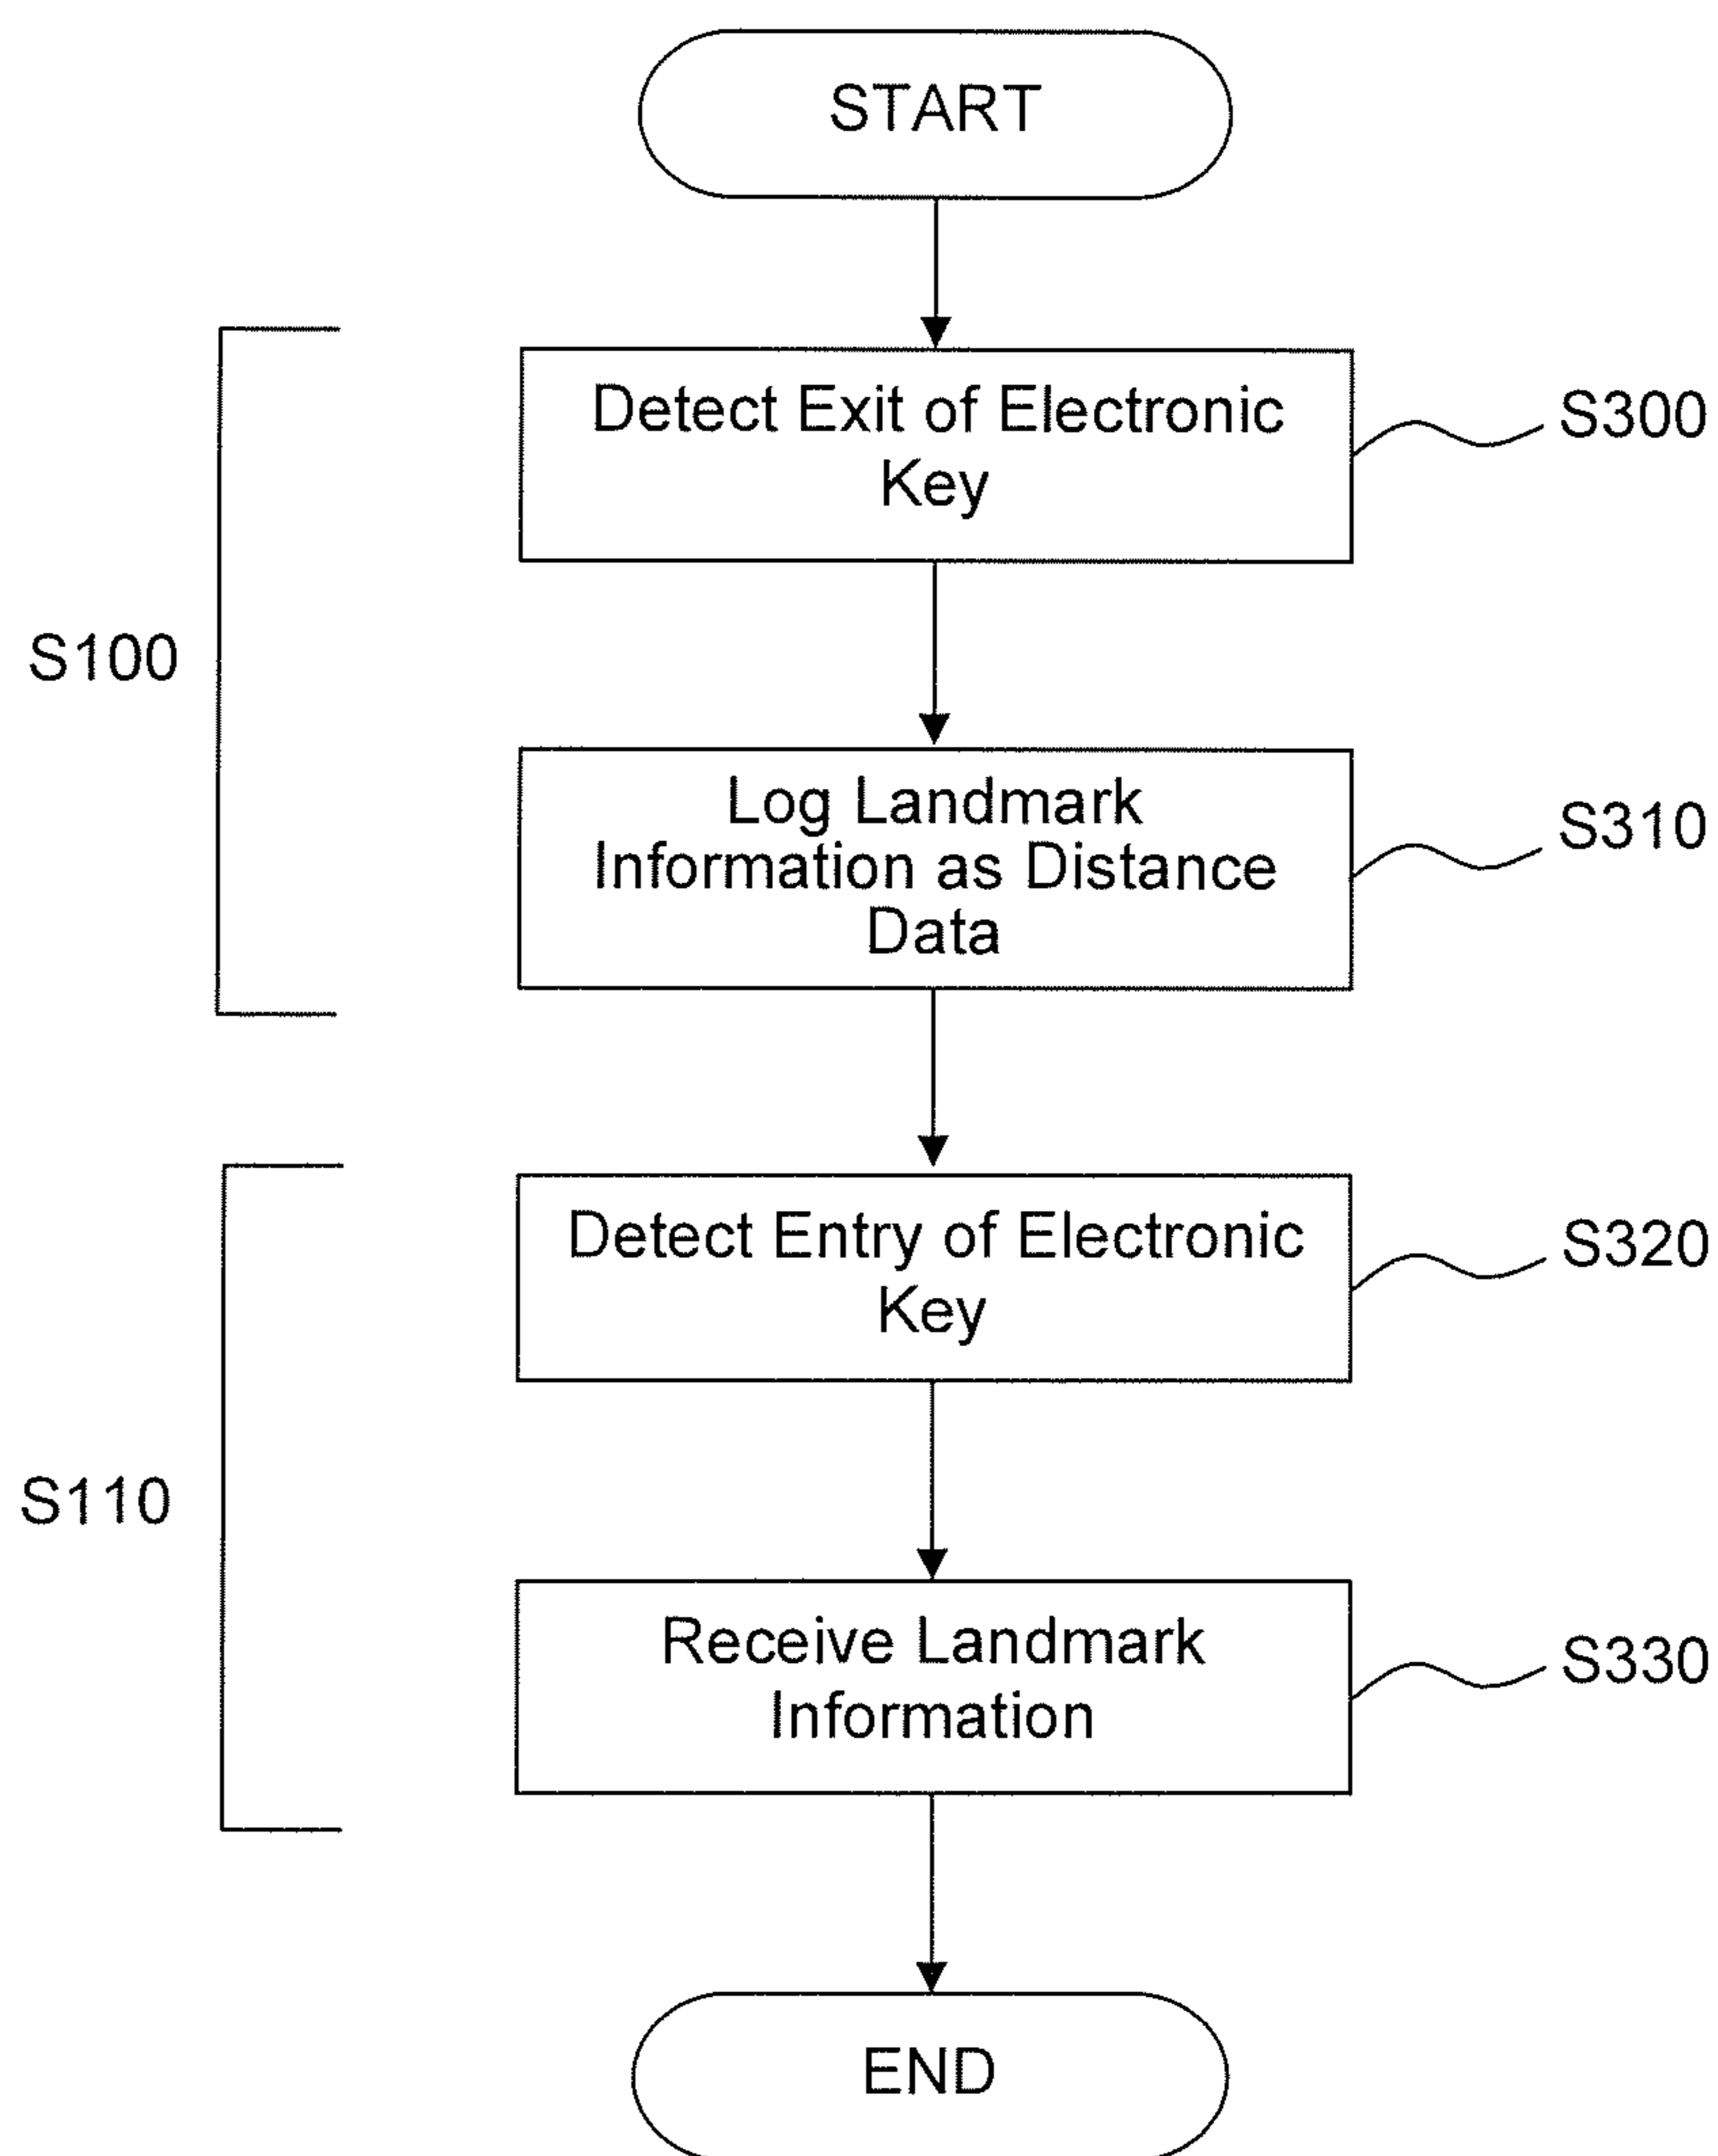 START
Detect Exit of Electronic
Key
S300
S100
Log Landmark
Information as Distance
Data
S310
Detect Entry of Electronic
Key
S320
S110
Receive Landmark
Information
S330
END